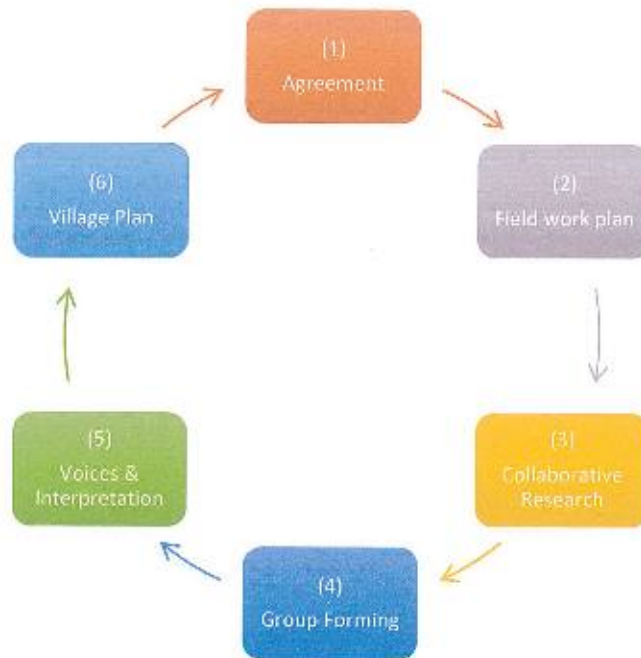 (1)
Agreement
(2)
Field work plan
(3)
Collaborative
Research
(4)
Group Forming
(5)
Voices &
Interpretation
(6)
Village Plan